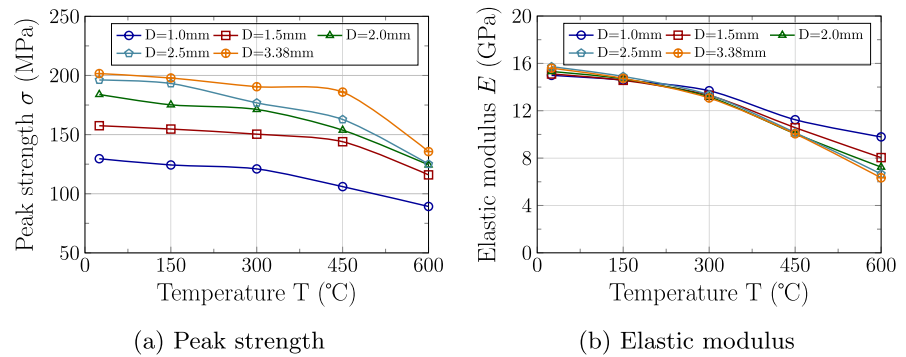 250
200
150
100
50
Peak strength σ (MPa)
D=1.0mm D=1.5mm D=2.0mm
D=2.5mm D=3.38mm
0 150 300 450 600
Temperature T (℃)
(a) Peak strength
20
16
12
8
4
0
Elastic modulus E (GPa)
D=1.0mm D=1.5mm D=2.0mm
D=2.5mm D=3.38mm
0 150 300 450 600
Temperature T (℃)
(b) Elastic modulus